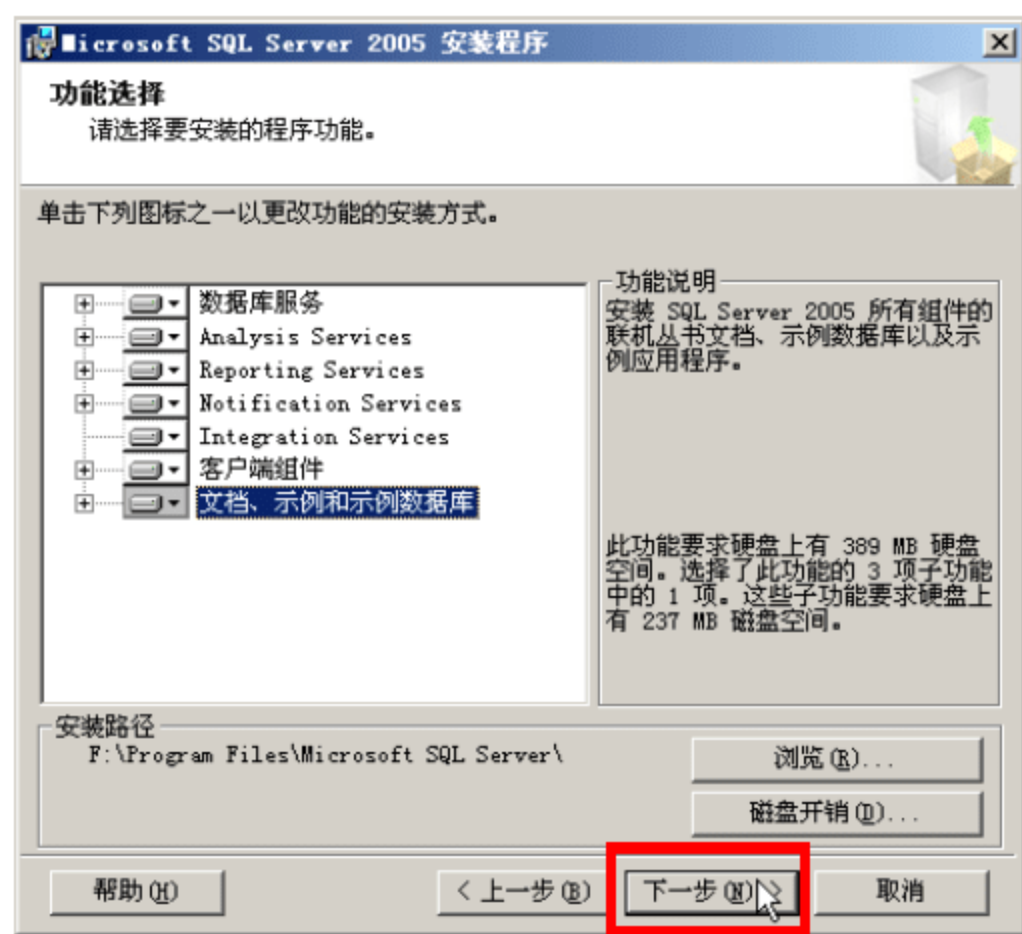 Microsoft SQL Server 2005 安装程序
功能选择
请选择要安装的程序功能。
单击下列图标之一以更改功能的安装方式。
数据库服务
Analysis Services
Reporting Services
Notification Services
Integration Services
客户端组件
文档、示例和示例数据库
功能说明
安装 SQL Server 2005 所有组件的
联机丛书文档、示例数据库以及示
例应用程序。
此功能要求硬盘上有 389 MB 硬盘
空间。选择了此功能的 3 项子功能
中的 1 项。这些子功能要求硬盘上
有 237 MB 磁盘空间。
安装路径
F:\Program Files\Microsoft SQL Server\
浏览(R)...
磁盘开销(D)...
帮助(H)
< 上一步(B)
下一步(N) >
取消